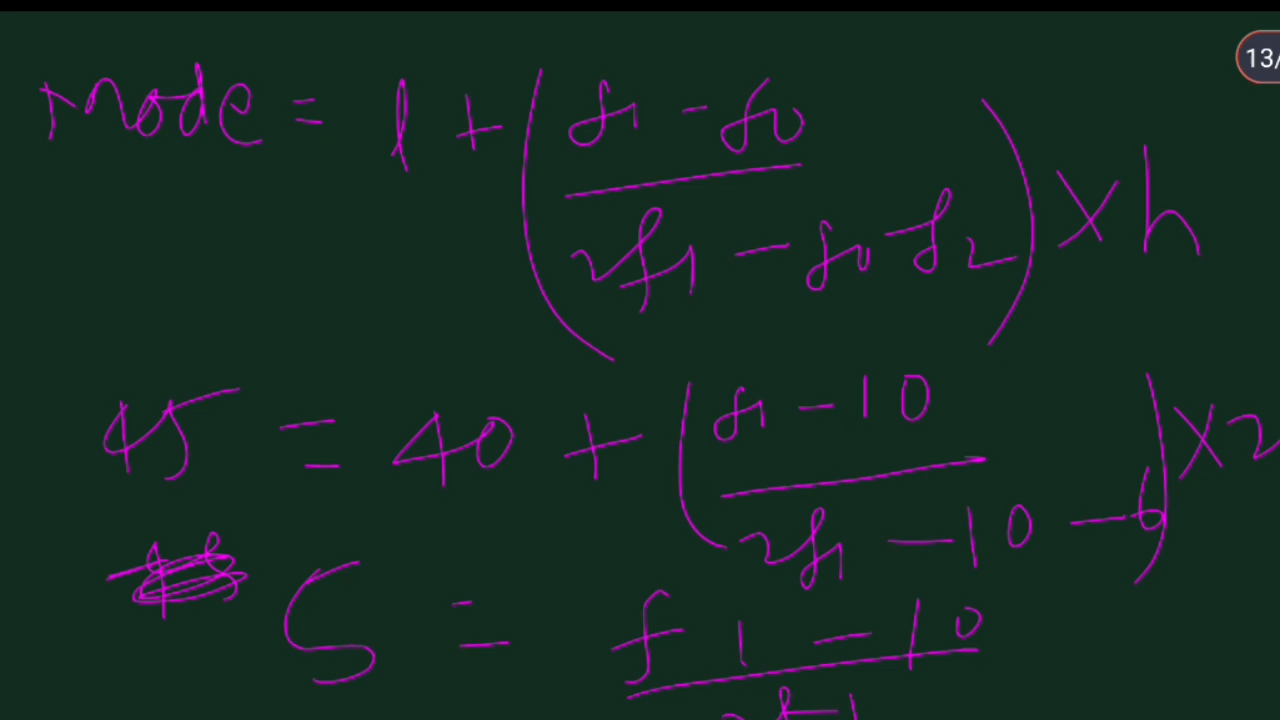 13/
Mode = l + (f1 - f0 / 2f1 - f0 - f2) × h
45 = 40 + (f1 - 10 / 2f1 - 10 - 6) × 2
5 = f1 - 10